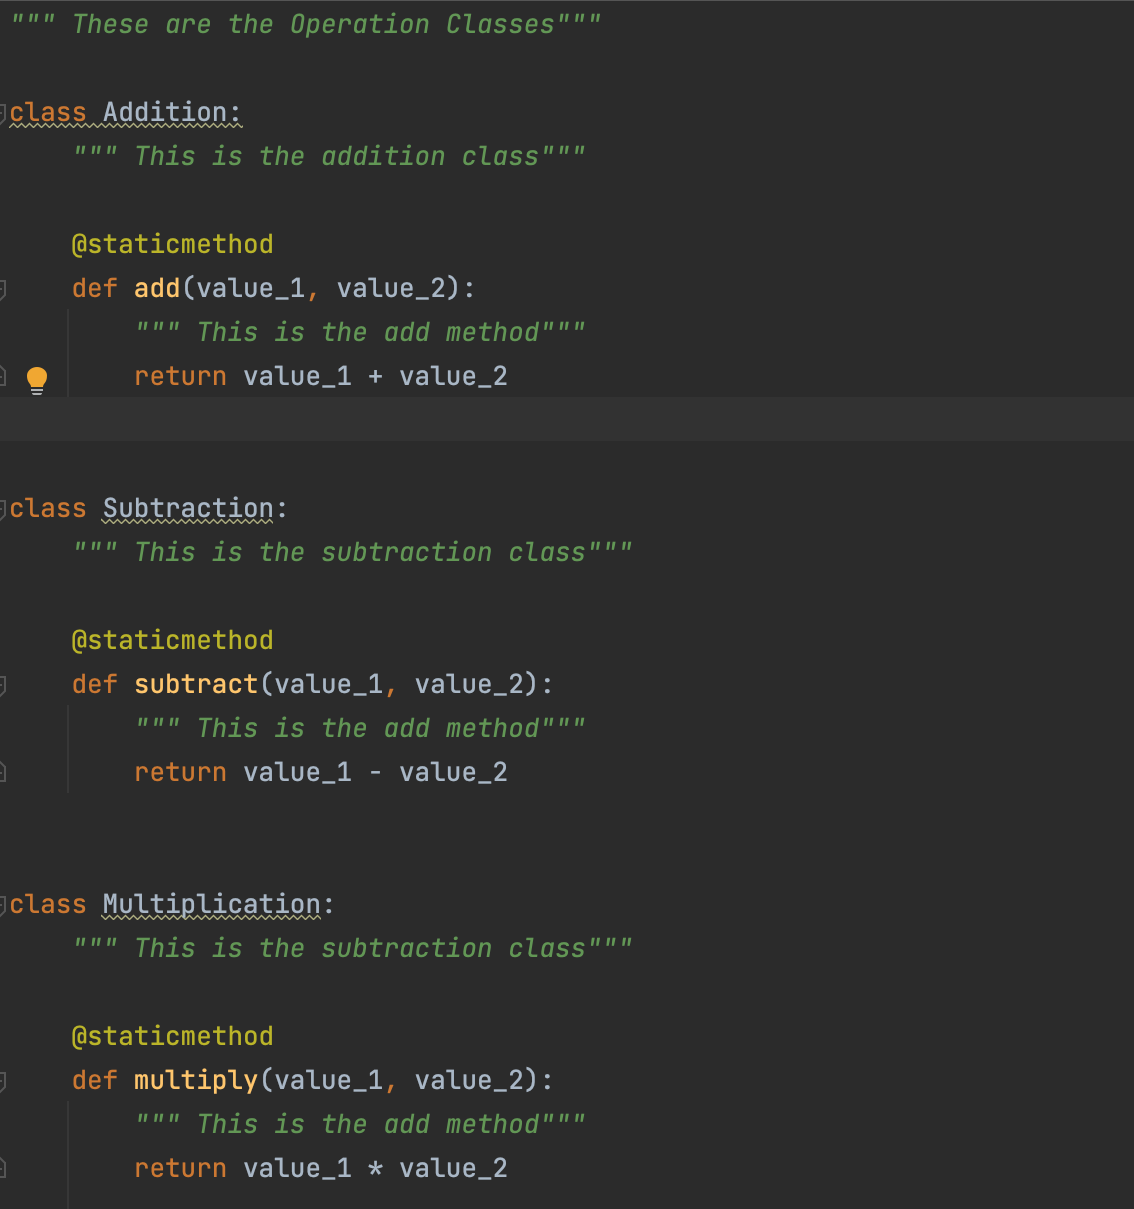 """ These are the Operation Classes"""
class Addition:
    """ This is the addition class"""
    @staticmethod
    def add(value_1, value_2):
        """ This is the add method"""
        return value_1 + value_2
class Subtraction:
    """ This is the subtraction class"""
    @staticmethod
    def subtract(value_1, value_2):
        """ This is the add method"""
        return value_1 - value_2
class Multiplication:
    """ This is the subtraction class"""
    @staticmethod
    def multiply(value_1, value_2):
        """ This is the add method"""
        return value_1 * value_2